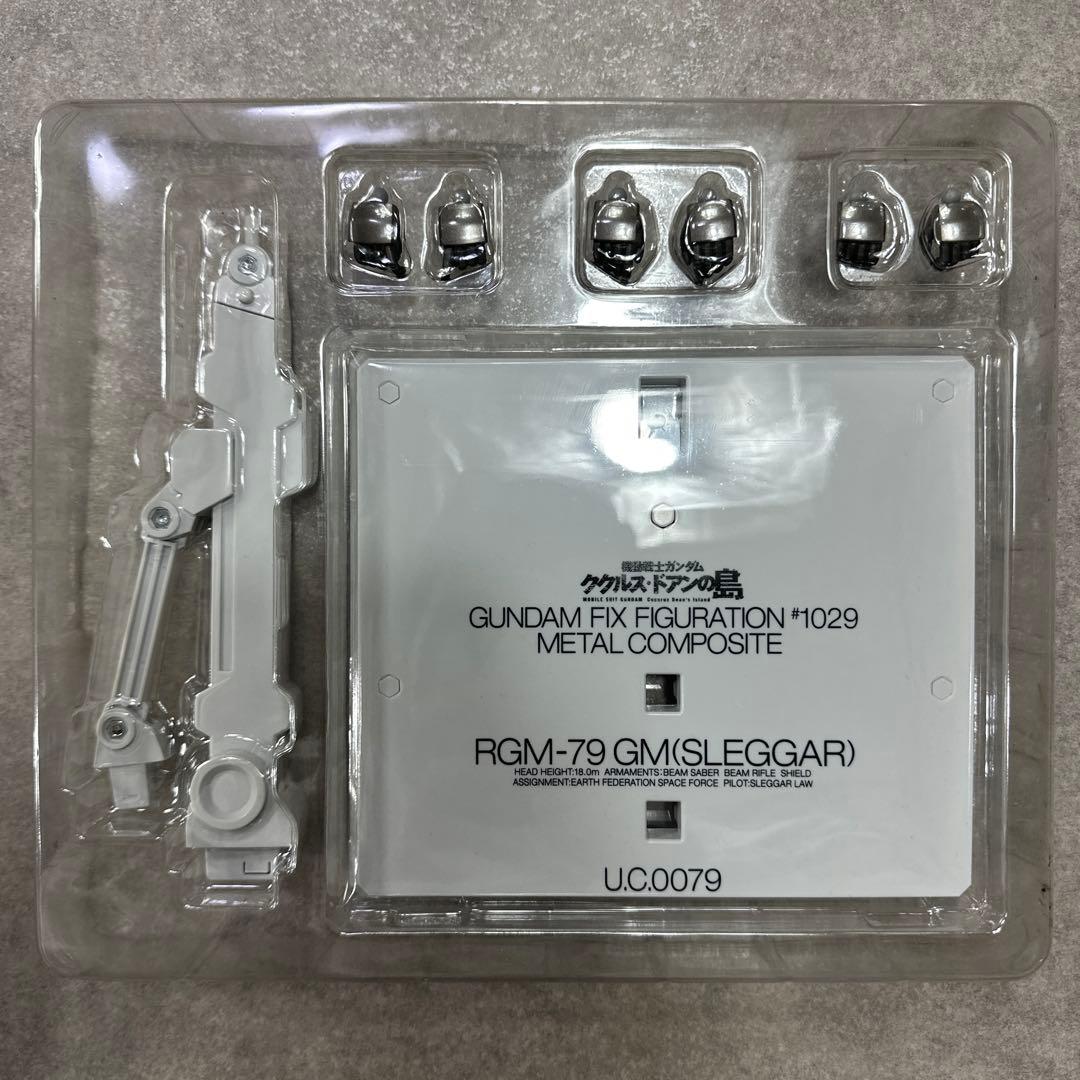 機動戦士ガンダム
ククルス・ドアンの島
MOBILE SUIT GUNDAM Cucuruz Doan's Island
GUNDAM FIX FIGURATION #1029
METAL COMPOSITE
RGM-79 GM(SLEGGAR)
HEAD HEIGHT:18.0m ARMAMENTS:BEAM SABER BEAM RIFLE SHIELD
ASSIGNMENT:EARTH FEDERATION SPACE FORCE PILOT:SLEGGAR LAW
U.C.0079